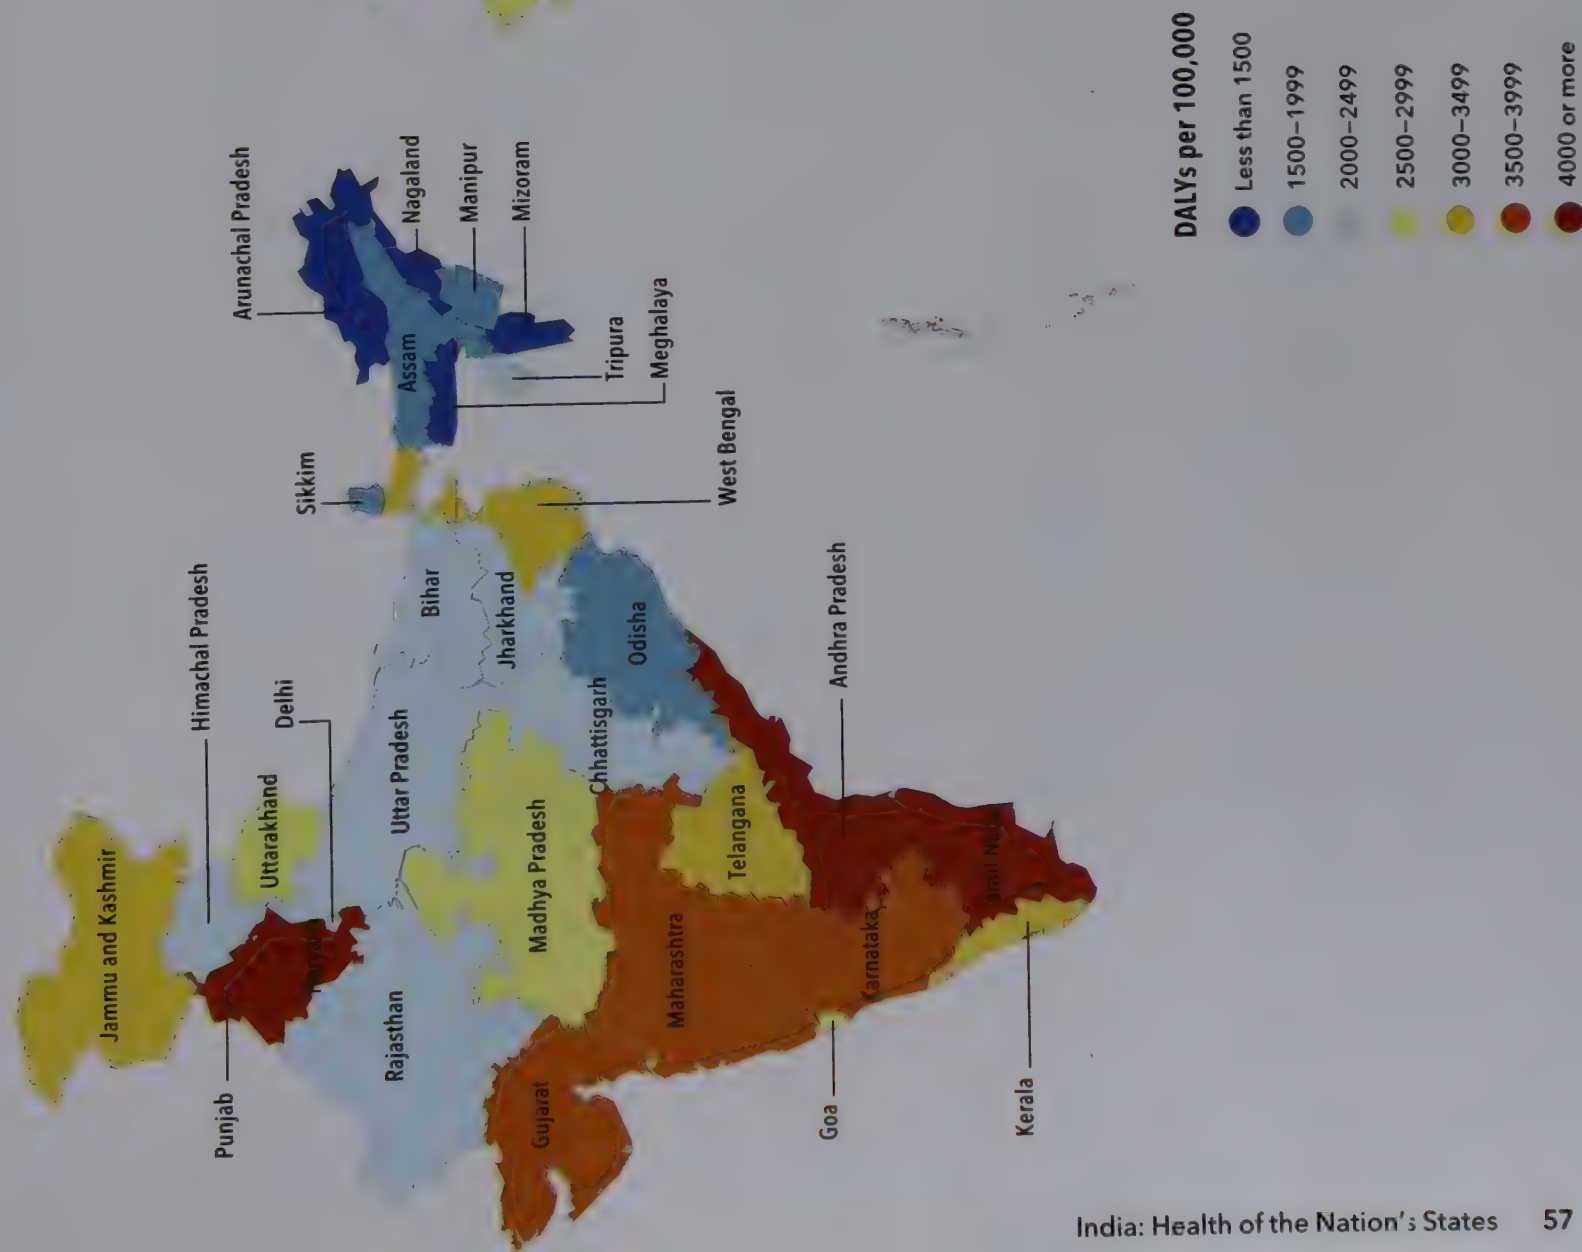 DALYs per 100,000
Less than 1500
1500–1999
2000–2499
2500–2999
3000–3499
3500–3999
4000 or more
Jammu and Kashmir
Himachal Pradesh
Punjab
Uttarakhand
Delhi
Arunachal Pradesh
Sikkim
Nagaland
Manipur
Mizoram
Assam
Tripura
Meghalaya
West Bengal
Rajasthan
Uttar Pradesh
Bihar
Jharkhand
Gujarat
Madhya Pradesh
Chhattisgarh
Odisha
Maharashtra
Telangana
Andhra Pradesh
Goa
Karnataka
Kerala
India: Health of the Nation's States 57